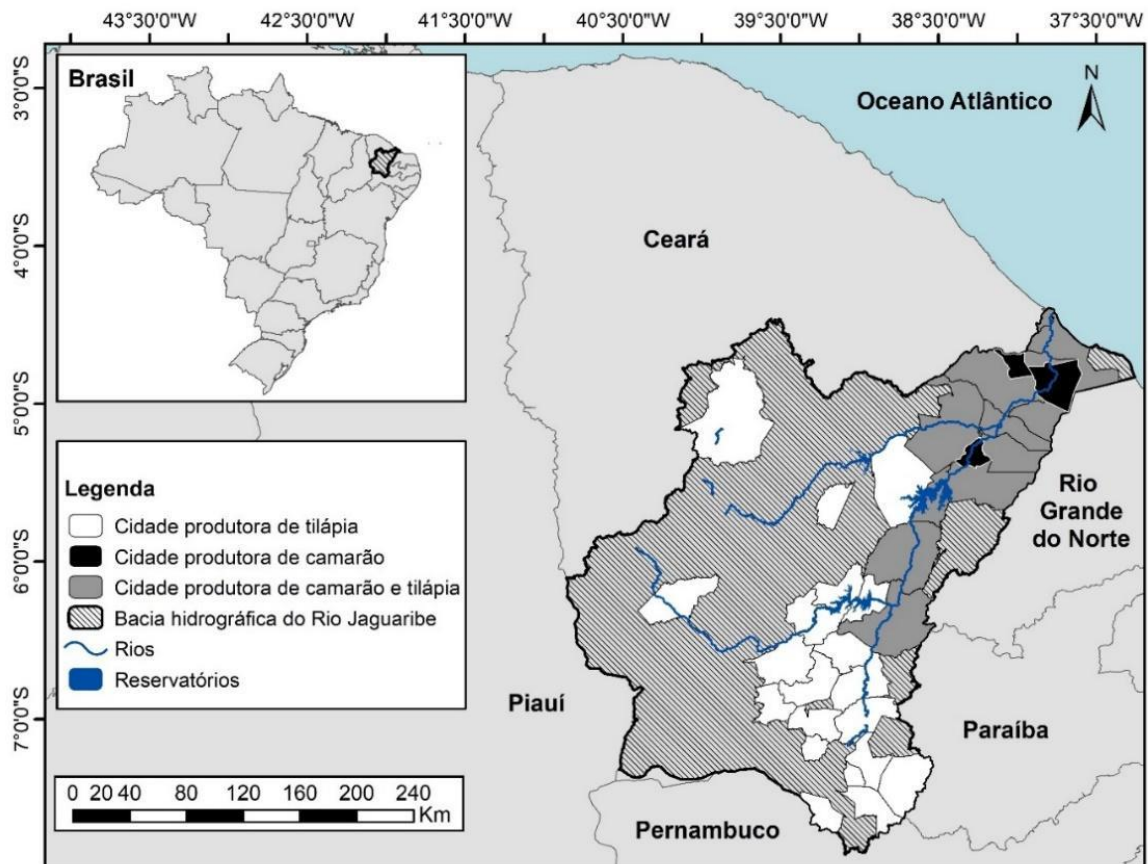 43°30'0"O
42°30'0"O
41°30'0"O
40°30'0"O
39°30'0"O
38°30'0"O
37°30'0"O
3°0'0"S
4°0'0"S
5°0'0"S
6°0'0"S
7°0'0"S
Brasil
Oceano Atlântico
N
Ceará
Rio
Grande
do Norte
Piauí
Paraíba
Pernambuco
Legenda
Cidade produtora de tilápia
Cidade produtora de camarão
Cidade produtora de camarão e tilápia
Bacia hidrográfica do Rio Jaguaribe
Rios
Reservatórios
0 20 40 80 120 160 200 240
Km